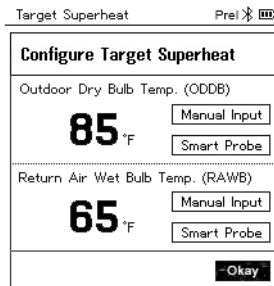 Target Superheat Prel
Configure Target Superheat
Outdoor Dry Bulb Temp. (ODDB)
85 °F
Manual Input
Smart Probe
Return Air Wet Bulb Temp. (RAWB)
65 °F
Manual Input
Smart Probe
Okay